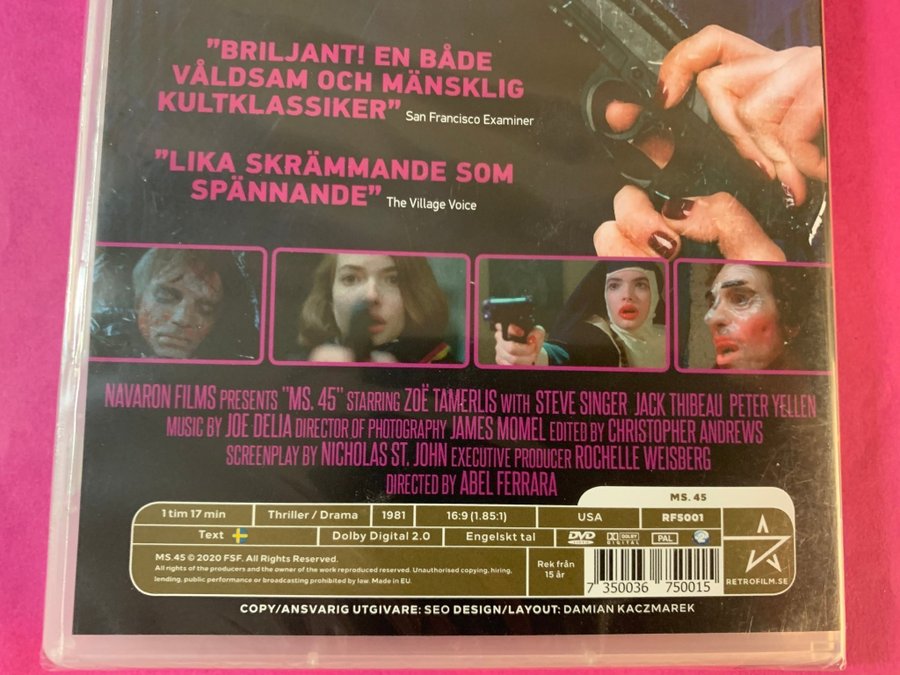 ”BRILJANT! EN BÅDE
VÅLDSAM OCH MÄNSKLIG
KULTKLASSIKER” San Francisco Examiner
”LIKA SKRÄMMANDE SOM
SPÄNNANDE” The Village Voice
NAVARON FILMS PRESENTS "MS. 45" STARRING ZOË TAMERLIS WITH STEVE SINGER JACK THIBEAU PETER YELLEN
MUSIC BY JOE DELIA DIRECTOR OF PHOTOGRAPHY JAMES MOMEL EDITED BY CHRISTOPHER ANDREWS
SCREENPLAY BY NICHOLAS ST. JOHN EXECUTIVE PRODUCER ROCHELLE WEISBERG
DIRECTED BY ABEL FERRARA
MS. 45
1 tim 17 min Thriller / Drama 1981 16:9 (1.85:1) USA RFS001
Text Dolby Digital 2.0 Engelskt tal DVD VIDEO DOLBY DIGITAL PAL 2
MS.45 © 2020 FSF. All Rights Reserved.
All rights of the producers and the owner of the work reproduced reserved. Unauthorised copying, hiring,
lending, public performance or broadcasting prohibited by law. Made in EU.
Rek från
15 år
7 350036 750015
RETROFILM.SE
COPY/ANSVARIG UTGIVARE: SEO DESIGN/LAYOUT: DAMIAN KACZMAREK